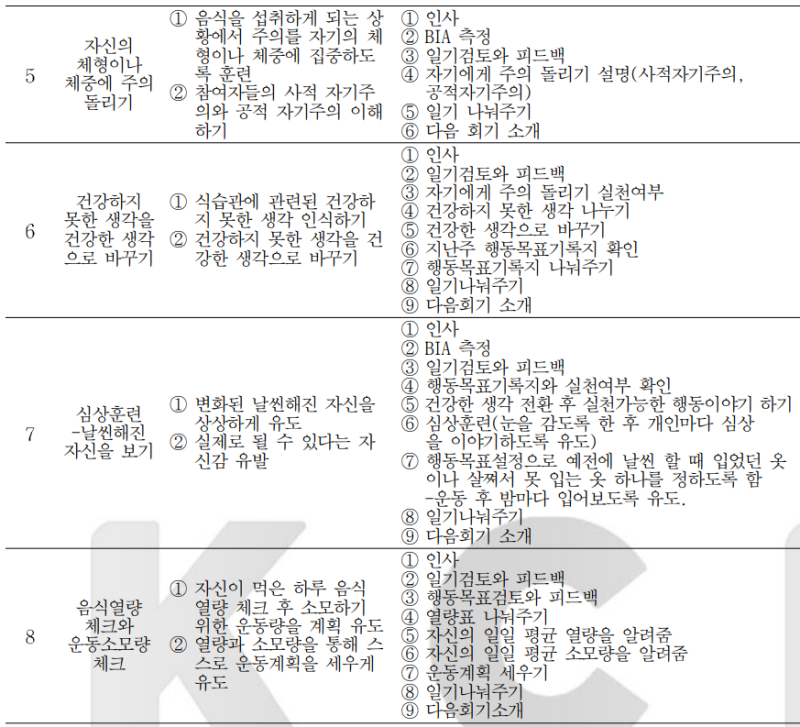 5
자신의
체형이나
체중에 주의
돌리기
① 음식을 섭취하게 되는 상
황에서 주의를 자기의 체
형이나 체중에 집중하도
록 훈련
② 참여자들의 사적 자기주
의와 공적 자기주의 이해
하기
① 인사
② BIA 측정
③ 일기검토와 피드백
④ 자기에게 주의 돌리기 설명(사적자기주의,
공적자기주의)
⑤ 일기 나눠주기
⑥ 다음 회기 소개
6
건강하지
못한 생각을
건강한 생각
으로 바꾸기
① 식습관에 관련된 건강하
지 못한 생각 인식하기
② 건강하지 못한 생각을 건
강한 생각으로 바꾸기
① 인사
② 일기검토와 피드백
③ 자기에게 주의 돌리기 실천여부
④ 건강하지 못한 생각 나누기
⑤ 건강한 생각으로 바꾸기
⑥ 지난주 행동목표기록지 확인
⑦ 행동목표기록지 나눠주기
⑧ 일기나눠주기
⑨ 다음회기 소개
7
심상훈련
-날씬해진
자신을 보기
① 변화된 날씬해진 자신을
상상하게 유도
② 실제로 될 수 있다는 자
신감 유발
① 인사
② BIA 측정
③ 일기검토와 피드백
④ 행동목표기록지와 실천여부 확인
⑤ 건강한 생각 전환 후 실천가능한 행동이야기 하기
⑥ 심상훈련(눈을 감도록 한 후 개인마다 심상
을 이야기하도록 유도)
⑦ 행동목표설정으로 예전에 날씬 할 때 입었던 옷
이나 살쪄서 못 입는 옷 하나를 정하도록 함
-운동 후 밤마다 입어보도록 유도.
⑧ 일기나눠주기
⑨ 다음회기 소개
8
음식열량
체크와
운동소모량
체크
① 자신이 먹은 하루 음식
열량 체크 후 소모하기
위한 운동량을 계획 유도
② 열량과 소모량을 통해 스
스로 운동계획을 세우게
유도
① 인사
② 일기검토와 피드백
③ 행동목표검토와 피드백
④ 열량표 나눠주기
⑤ 자신의 일일 평균 열량을 알려줌
⑥ 자신의 일일 평균 소모량을 알려줌
⑦ 운동계획 세우기
⑧ 일기나눠주기
⑨ 다음회기소개